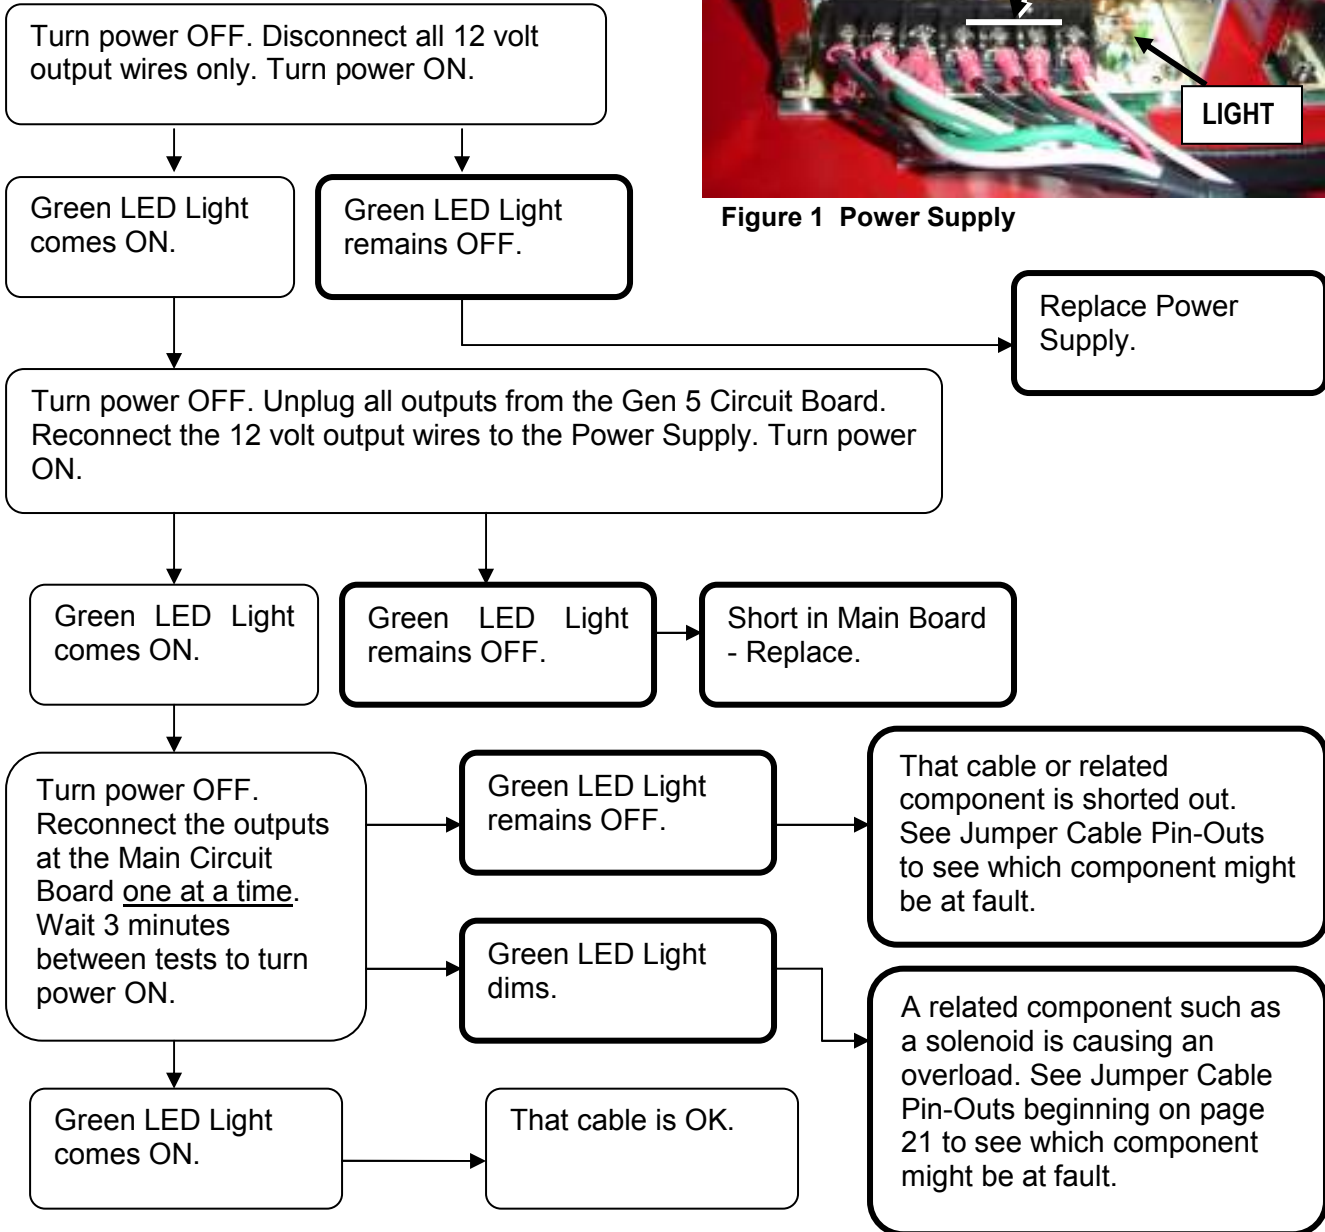 Turn power OFF. Disconnect all 12 volt
output wires only. Turn power ON.
LIGHT
Green LED Light
comes ON.
Green LED Light
remains OFF.
Figure 1 Power Supply
Replace Power
Supply.
Turn power OFF. Unplug all outputs from the Gen 5 Circuit Board.
Reconnect the 12 volt output wires to the Power Supply. Turn power
ON.
Green LED Light
comes ON.
Green LED Light
remains OFF.
Short in Main Board
- Replace.
Turn power OFF.
Reconnect the outputs
at the Main Circuit
Board one at a time.
Wait 3 minutes
between tests to turn
power ON.
Green LED Light
remains OFF.
That cable or related
component is shorted out.
See Jumper Cable Pin-Outs
to see which component might
be at fault.
Green LED Light
dims.
A related component such as
a solenoid is causing an
overload. See Jumper Cable
Pin-Outs beginning on page
21 to see which component
might be at fault.
Green LED Light
comes ON.
That cable is OK.